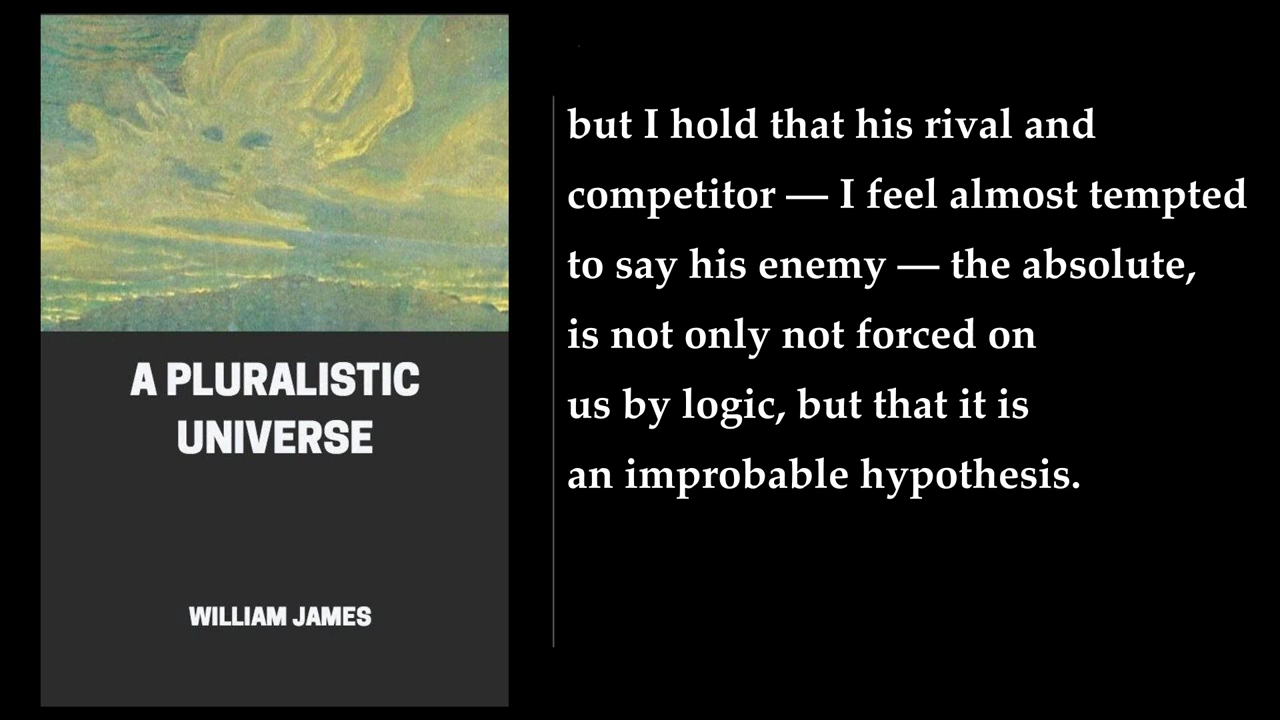 A PLURALISTIC
UNIVERSE
WILLIAM JAMES
but I hold that his rival and
competitor — I feel almost tempted
to say his enemy — the absolute,
is not only not forced on
us by logic, but that it is
an improbable hypothesis.